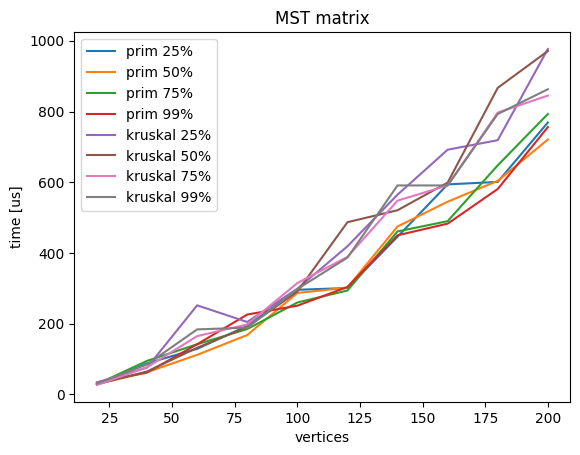 MST matrix
prim 25%
prim 50%
prim 75%
prim 99%
kruskal 25%
kruskal 50%
kruskal 75%
kruskal 99%
time [us]
1000
800
600
400
200
0
25
50
75
100
125
150
175
200
vertices